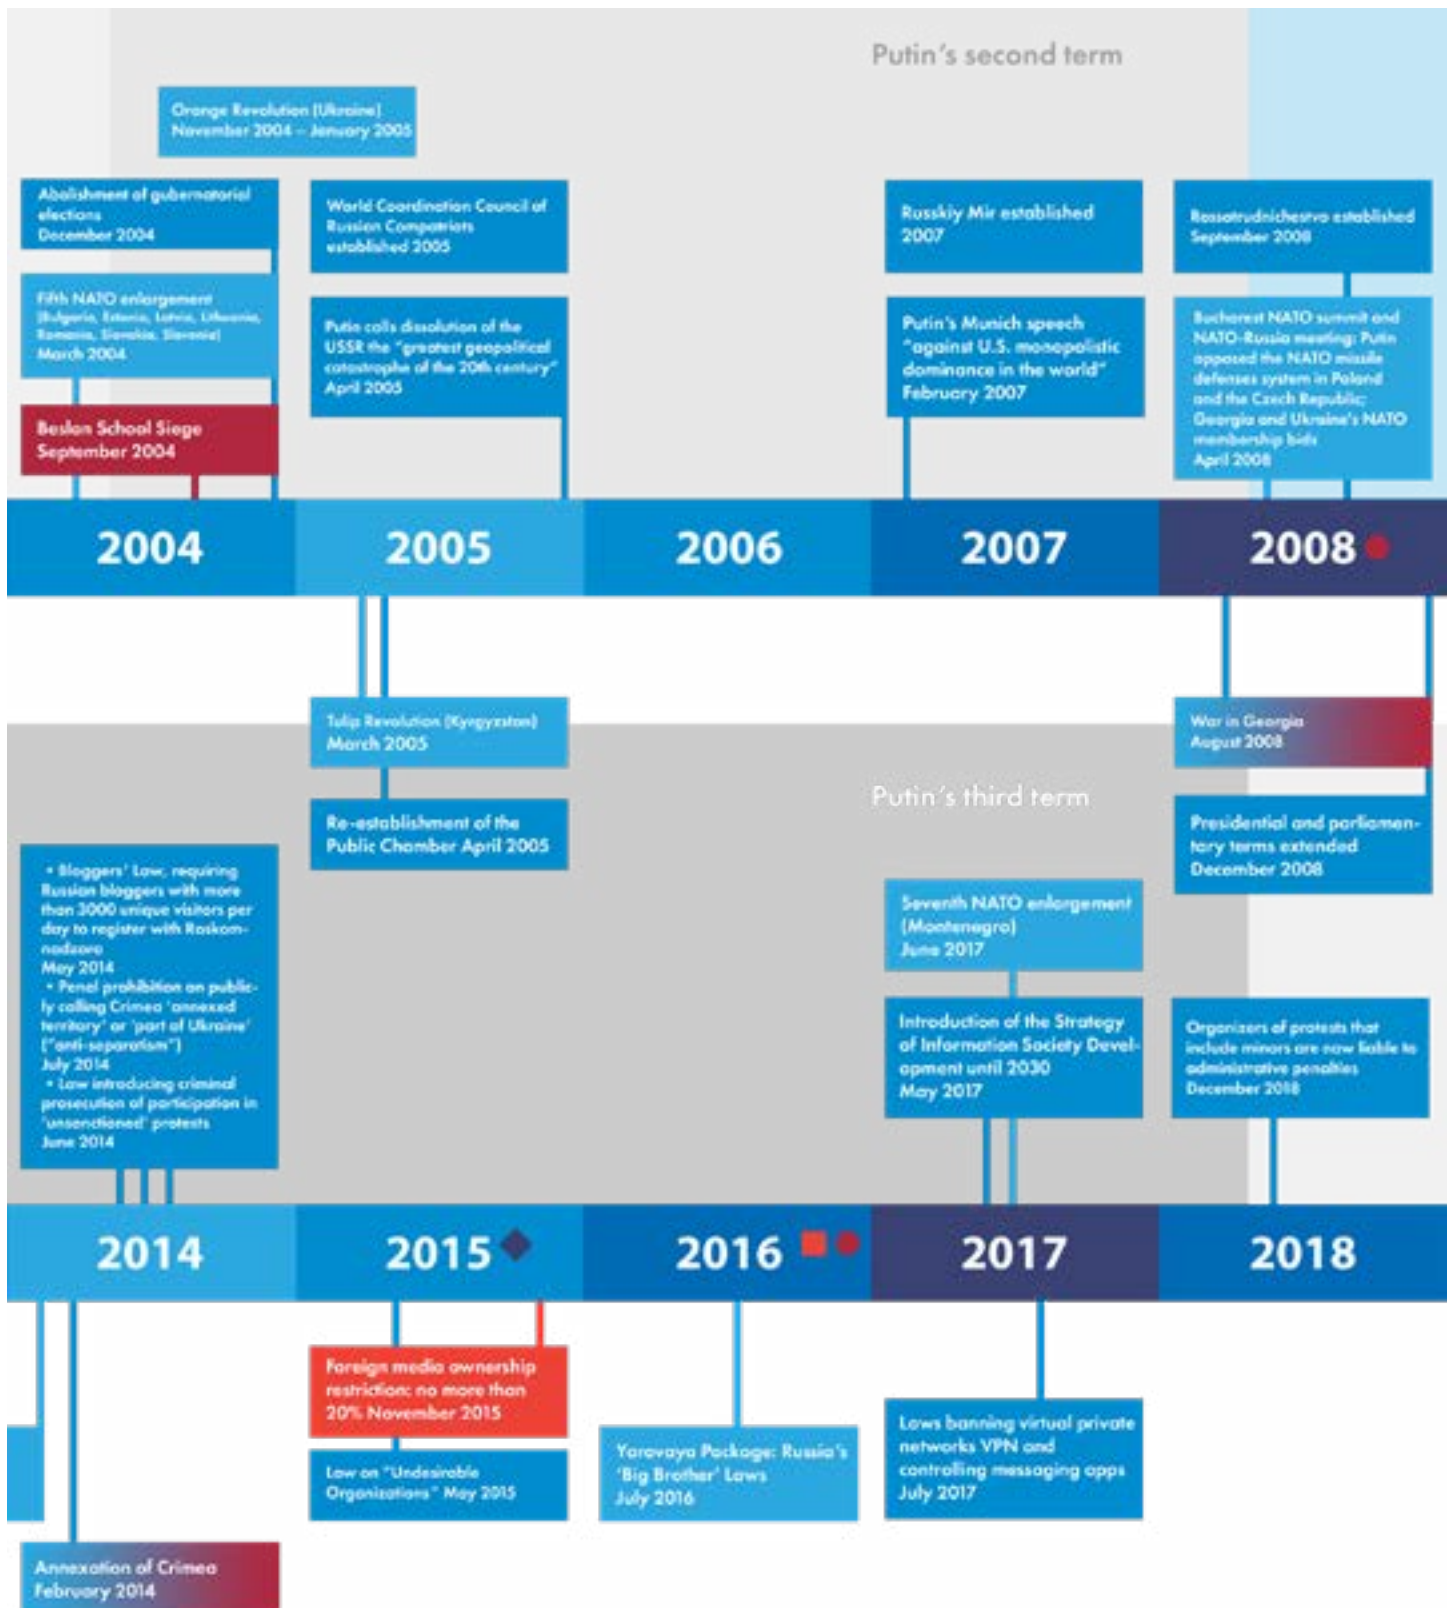 Putin's second term
Orange Revolution (Ukraine)
November 2004 – January 2005
Abolishment of gubernatorial
elections
December 2004
Fifth NATO enlargement
(Bulgaria, Estonia, Latvia, Lithuania,
Romania, Slovakia, Slovenia)
March 2004
Beslan School Siege
September 2004
World Coordination Council of
Russian Compatriots
established 2005
Putin calls dissolution of the
USSR the "greatest geopolitical
catastrophe of the 20th century"
April 2005
Russkiy Mir established
2007
Putin's Munich speech
"against U.S. monopolistic
dominance in the world"
February 2007
Rossotrudnichestvo established
September 2008
Bucharest NATO summit and
NATO-Russia meeting: Putin
opposed the NATO missile
defenses system in Poland
and the Czech Republic;
Georgia and Ukraine's NATO
membership bids
April 2008
2004
2005
2006
2007
2008
Tulip Revolution (Kyrgyzstan)
March 2005
Re-establishment of the
Public Chamber April 2005
War in Georgia
August 2008
Presidential and parliamen-
tary terms extended
December 2008
Putin's third term
• Bloggers' Law, requiring
Russian bloggers with more
than 3000 unique visitors per
day to register with Roskom-
nadzora
May 2014
• Penal prohibition on public-
ly calling Crimea 'annexed
territory' or 'part of Ukraine'
("anti-separatism")
July 2014
• Law introducing criminal
prosecution of participation in
'unsanctioned' protests
June 2014
Seventh NATO enlargement
(Montenegro)
June 2017
Introduction of the Strategy
of Information Society Devel-
opment until 2030
May 2017
Organizers of protests that
include minors are now liable to
administrative penalties
December 2018
2014
2015
2016
2017
2018
Foreign media ownership
restriction: no more than
20% November 2015
Law on "Undesirable
Organizations" May 2015
Yarovaya Package: Russia's
'Big Brother' Laws
July 2016
Laws banning virtual private
networks VPN and
controlling messaging apps
July 2017
Annexation of Crimea
February 2014